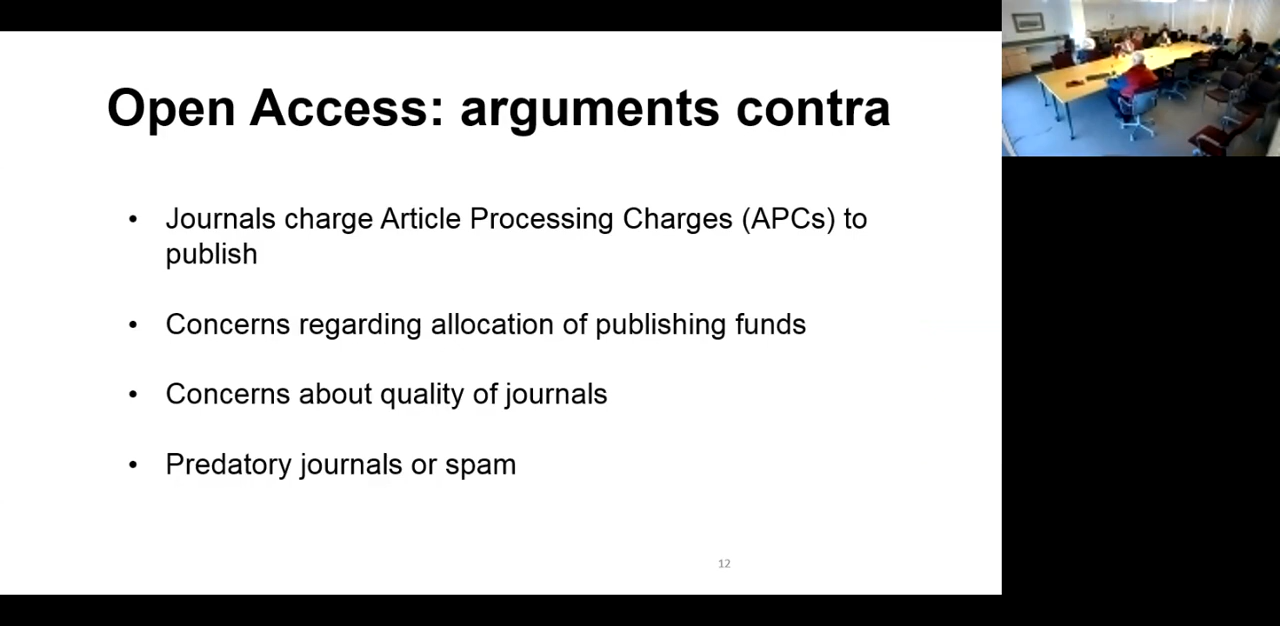 Open Access: arguments contra
• Journals charge Article Processing Charges (APCs) to
publish
• Concerns regarding allocation of publishing funds
• Concerns about quality of journals
• Predatory journals or spam
12